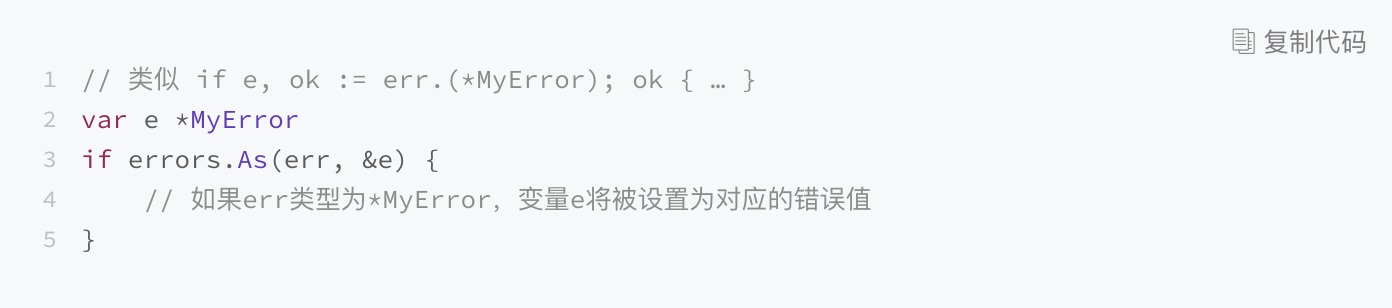 复制代码
1 // 类似 if e, ok := err.(*MyError); ok { … }
2 var e *MyError
3 if errors.As(err, &e) {
4     // 如果err类型为*MyError，变量e将被设置为对应的错误值
5 }